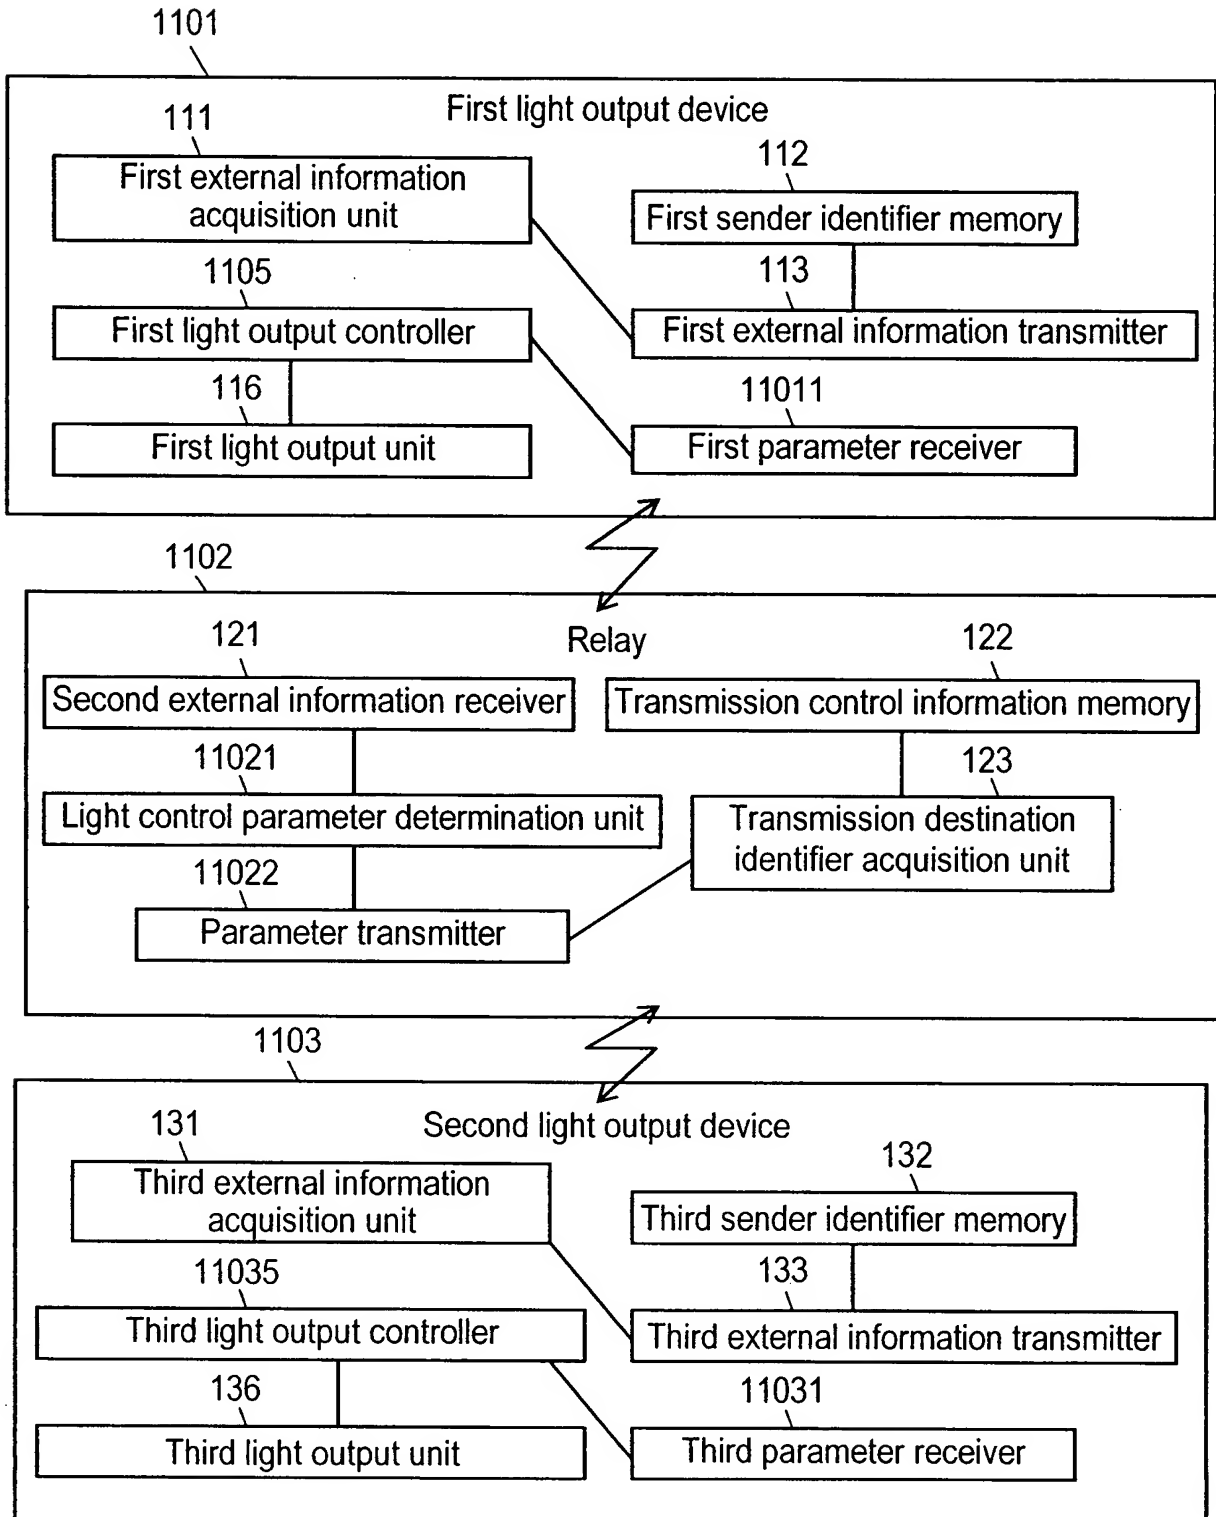 1101
First light output device
111
First external information
acquisition unit
112
First sender identifier memory
1105
First light output controller
113
First external information transmitter
116
First light output unit
11011
First parameter receiver
1102
Relay
121
Second external information receiver
122
Transmission control information memory
11021
Light control parameter determination unit
123
Transmission destination
identifier acquisition unit
11022
Parameter transmitter
1103
Second light output device
131
Third external information
acquisition unit
132
Third sender identifier memory
11035
Third light output controller
133
Third external information transmitter
136
Third light output unit
11031
Third parameter receiver